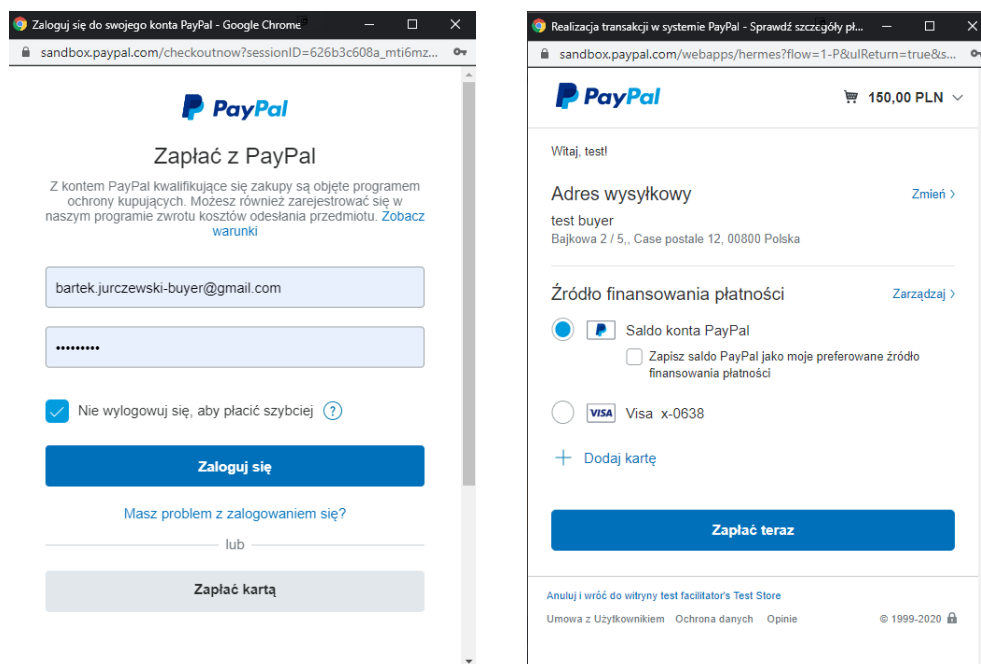 Zaloguj się do swojego konta PayPal - Google Chrome
sandbox.paypal.com/checkoutnow?sessionID=626b3c608a_mti6mz...
PayPal
Zapłać z PayPal
Z kontem PayPal kwalifikujące się zakupy są objęte programem
ochrony kupujących. Możesz również zarejestrować się w
naszym programie zwrotu kosztów odesłania przedmiotu. Zobacz
warunki
bartek.jurczewski-buyer@gmail.com
•••••••••
Nie wylogowuj się, aby płacić szybciej ?
Zaloguj się
Masz problem z zalogowaniem się?
lub
Zapłać kartą
Realizacja transakcji w systemie PayPal - Sprawdź szczegóły pł...
sandbox.paypal.com/webapps/hermes?flow=1-P&ulReturn=true&s...
PayPal 150,00 PLN
Witaj, test!
Adres wysyłkowy Zmień >
test buyer
Bajkowa 2 / 5,, Case postale 12, 00800 Polska
Źródło finansowania płatności Zarządzaj >
Saldo konta PayPal
Zapisz saldo PayPal jako moje preferowane źródło
finansowania płatności
VISA Visa x-0638
+ Dodaj kartę
Zapłać teraz
Anuluj i wróć do witryny test facilitator's Test Store
Umowa z Użytkownikiem Ochrona danych Opinie © 1999-2020